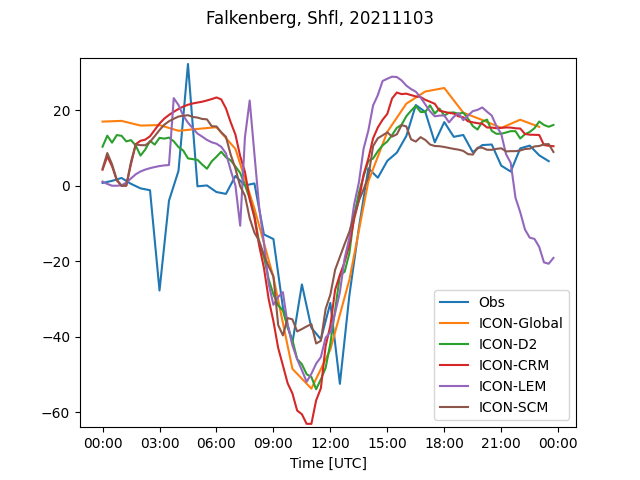 Falkenberg, Shfl, 20211103
20
0
−20
−40
−60
Obs
ICON-Global
ICON-D2
ICON-CRM
ICON-LEM
ICON-SCM
00:00 03:00 06:00 09:00 12:00 15:00 18:00 21:00 00:00
Time [UTC]